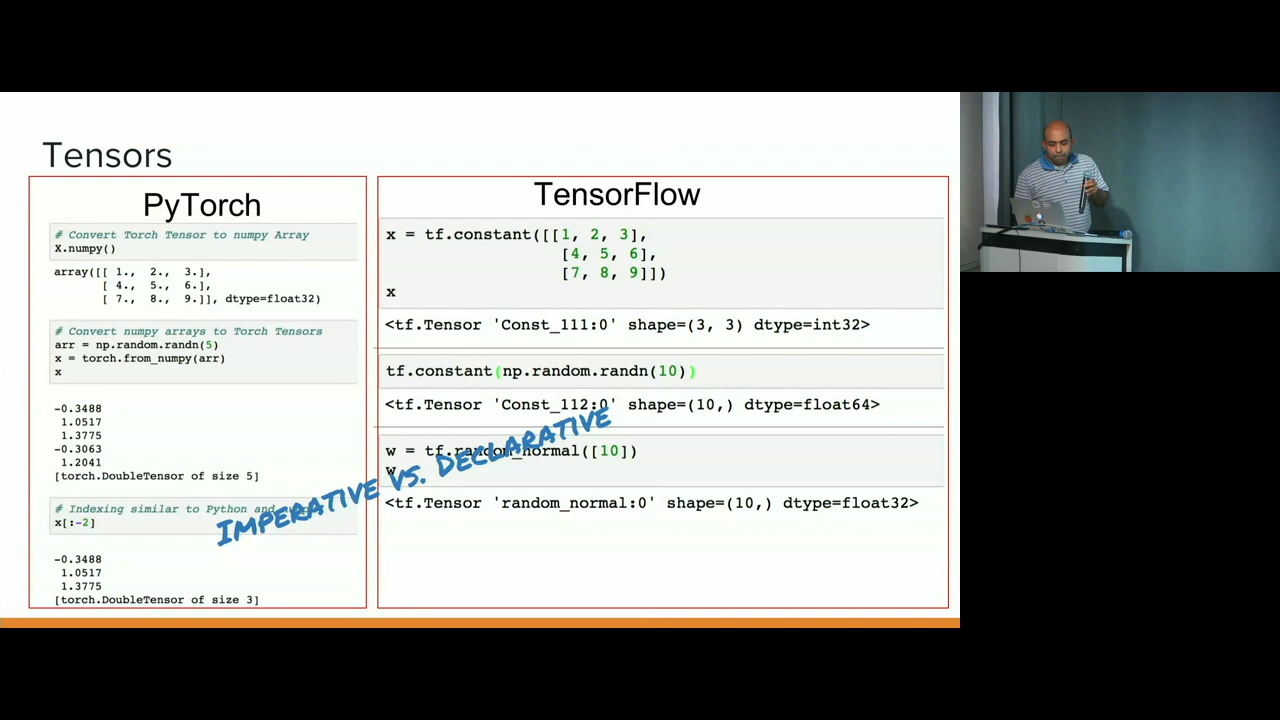 Tensors
PyTorch
# Convert Torch Tensor to numpy Array
X.numpy()
array([[ 1., 2., 3.],
[ 4., 5., 6.],
[ 7., 8., 9.]], dtype=float32)
# Convert numpy arrays to Torch Tensors
arr = np.random.randn(5)
x = torch.from_numpy(arr)
x
-0.3488
1.0517
1.3775
-0.3063
1.2041
[torch.DoubleTensor of size 5]
# Indexing similar to Python and
x[:-2]
-0.3488
1.0517
1.3775
[torch.DoubleTensor of size 3]
TensorFlow
x = tf.constant([[1, 2, 3],
[4, 5, 6],
[7, 8, 9]])
x
<tf.Tensor 'Const_111:0' shape=(3, 3) dtype=int32>
tf.constant(np.random.randn(10))
<tf.Tensor 'Const_112:0' shape=(10,) dtype=float64>
w = tf.random_normal([10])
w
<tf.Tensor 'random_normal:0' shape=(10,) dtype=float32>
IMPERATIVE VS. DECLARATIVE